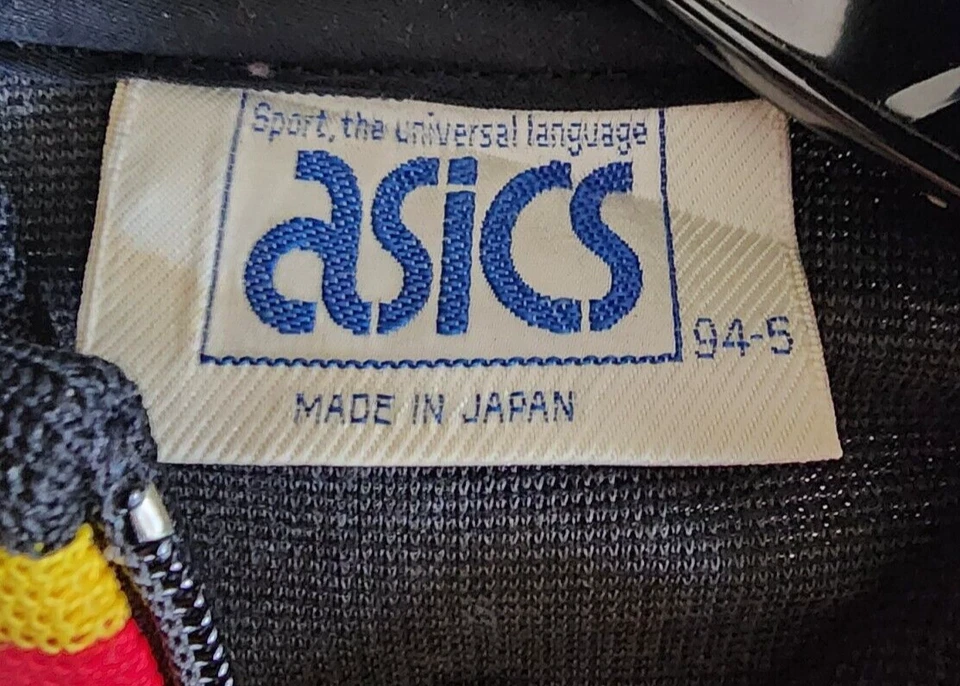 Sport, the universal language
asics
94-5
MADE IN JAPAN